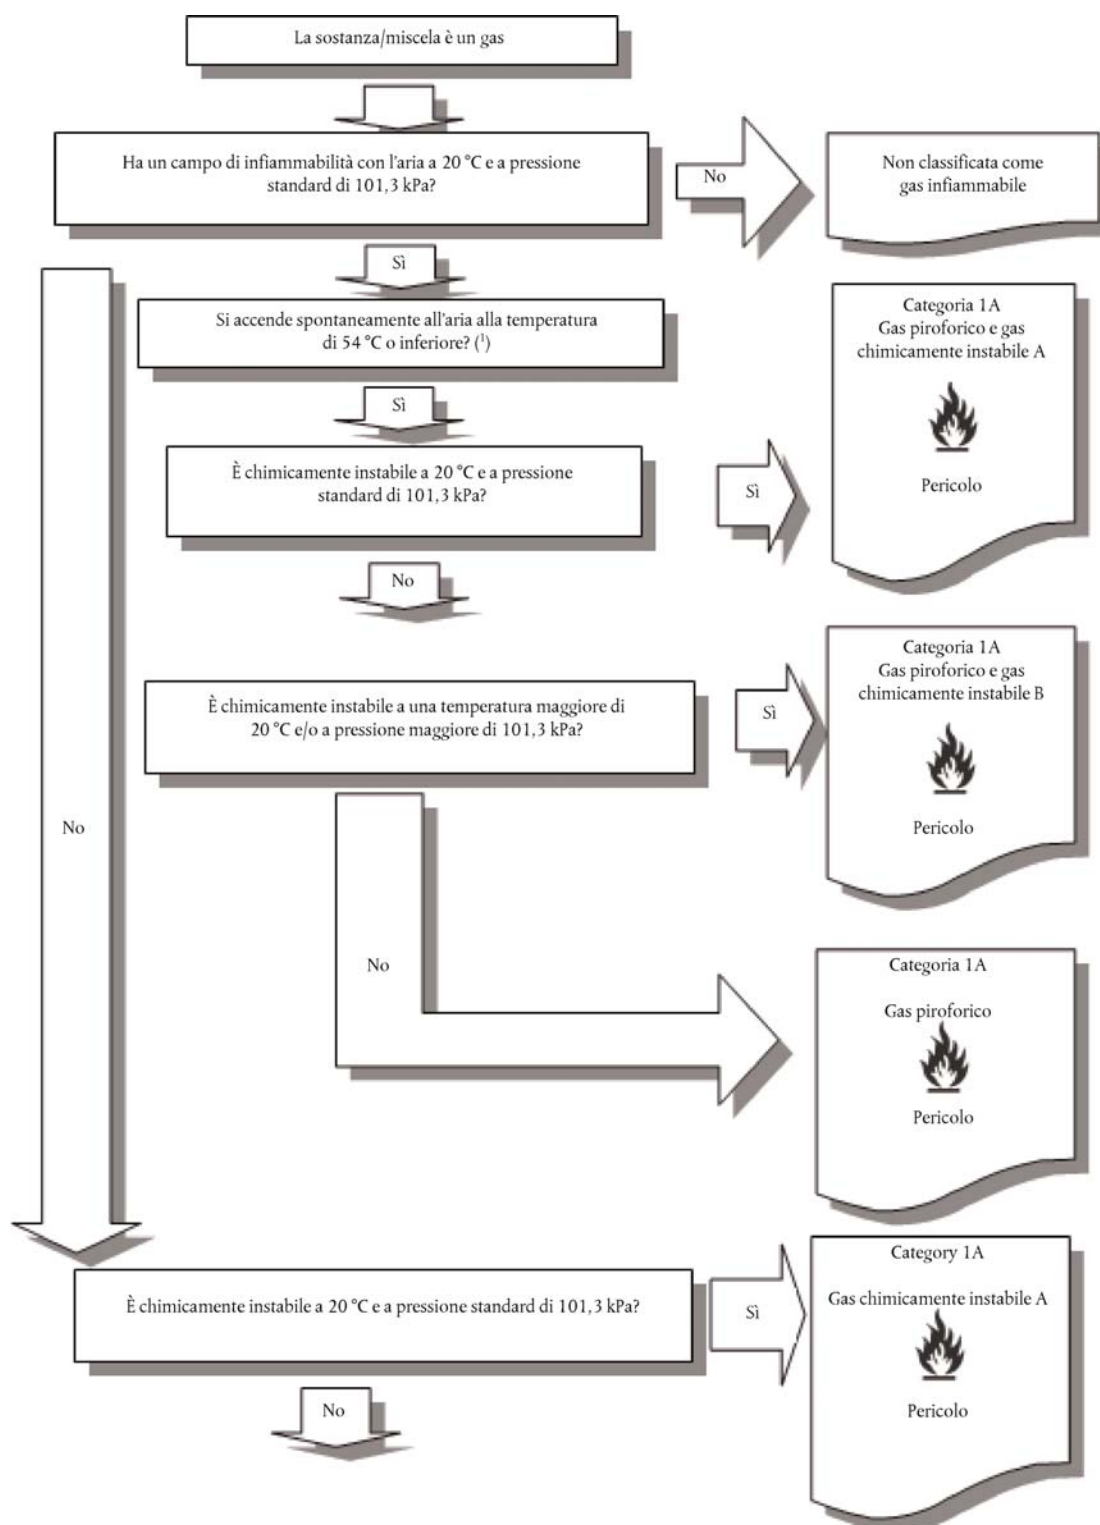 La sostanza/miscela è un gas
Ha un campo di infiammabilità con l'aria a 20 °C e a pressione
standard di 101,3 kPa?
No
Non classificata come
gas infiammabile
Sì
Si accende spontaneamente all'aria alla temperatura
di 54 °C o inferiore? (¹)
Categoria 1A
Gas piroforico e gas
chimicamente instabile A
Pericolo
Sì
È chimicamente instabile a 20 °C e a pressione
standard di 101,3 kPa?
Sì
No
È chimicamente instabile a una temperatura maggiore di
20 °C e/o a pressione maggiore di 101,3 kPa?
Sì
Categoria 1A
Gas piroforico e gas
chimicamente instabile B
Pericolo
No
No
Categoria 1A
Gas piroforico
Pericolo
È chimicamente instabile a 20 °C e a pressione standard di 101,3 kPa?
Sì
Category 1A
Gas chimicamente instabile A
Pericolo
No